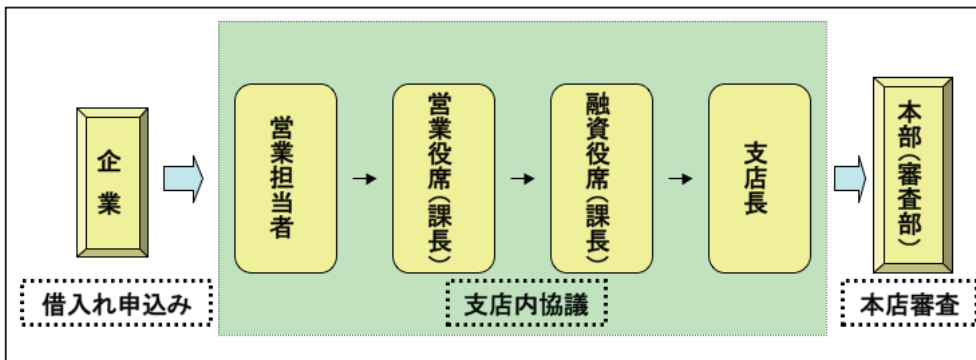 企業
営業担当者
営業役席(課長)
融資役席(課長)
支店長
本部(審査部)
借入れ申込み
支店内協議
本店審査